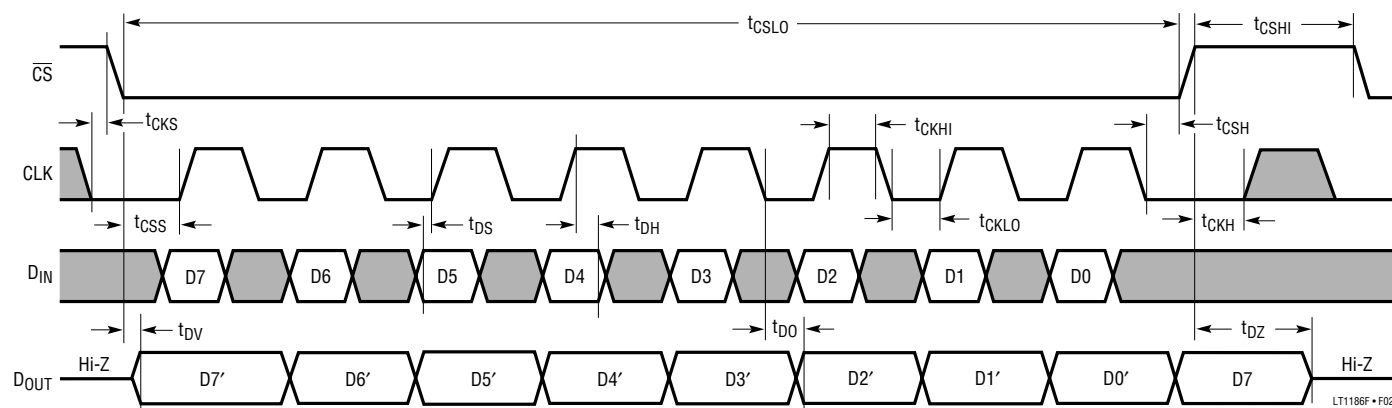 tCSLO
tCSHI
CS
tCKS
tCKHI
tCSH
CLK
tCSS
tDS
tDH
tCKLO
tCKH
DIN
D7
D6
D5
D4
D3
D2
D1
D0
tDV
tDO
tDZ
DOUT
Hi-Z
D7′
D6′
D5′
D4′
D3′
D2′
D1′
D0′
D7
Hi-Z
LT1186F • F02